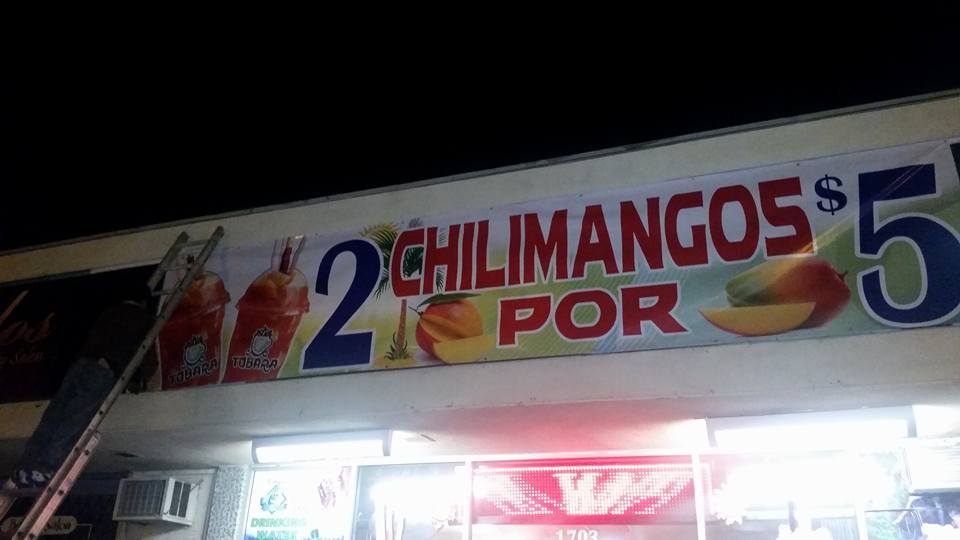 2 CHILIMANGOS $5
POR
TOBARA
TOBARA
DRINKING
WATER
1703